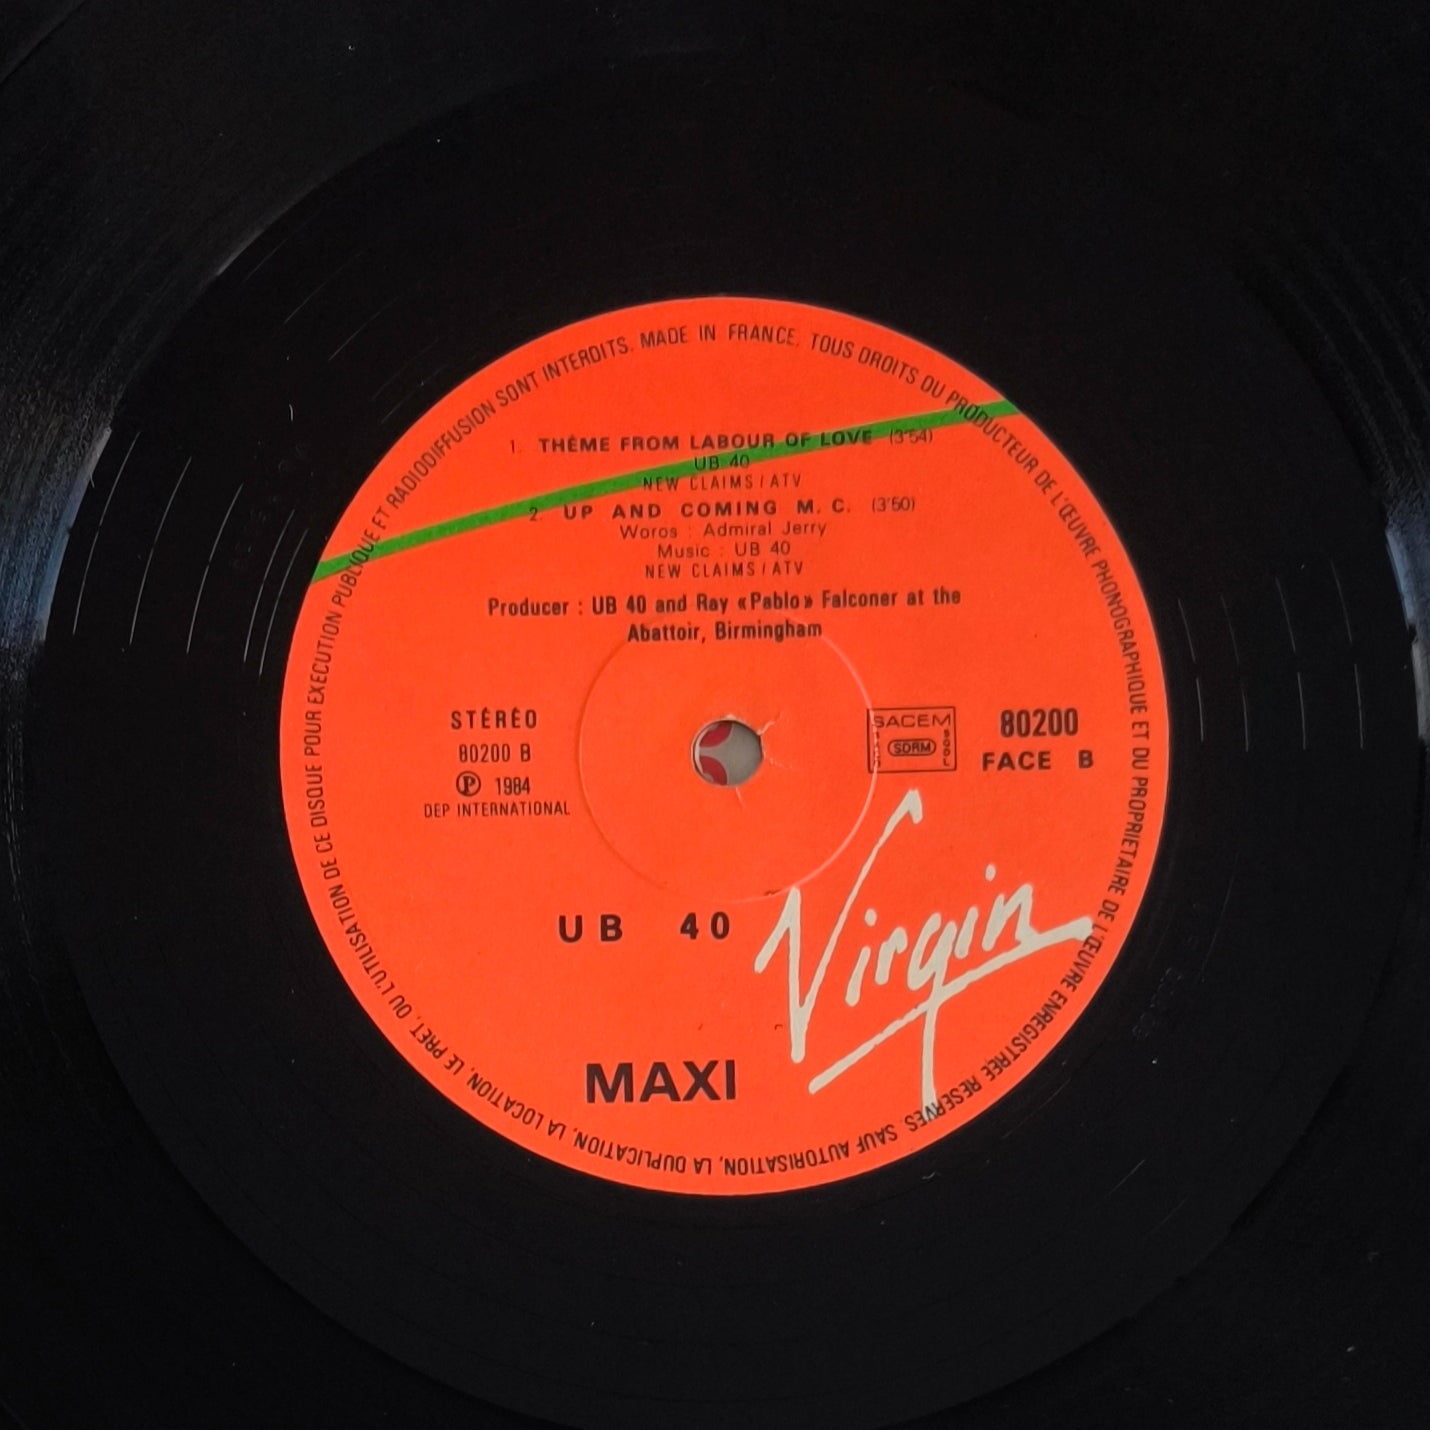 MADE IN FRANCE. TOUS DROITS DU PRODUCTEUR DE L'ŒUVRE PHONOGRAPHIQUE ET DU PROPRIETAIRE DE L'ŒUVRE ENREGISTREE RESERVES. SAUF AUTORISATION, LA DUPLICATION, LA LOCATION, LE PRET, OU L'UTILISATION DE CE DISQUE POUR EXECUTION PUBLIQUE ET RADIODIFFUSION SONT INTERDITS.
1. THÈME FROM LABOUR OF LOVE (3'54)
UB 40
NEW CLAIMS / ATV
2. UP AND COMING M. C. (3'50)
Woros : Admiral Jerry
Music : UB 40
NEW CLAIMS / ATV
Producer : UB 40 and Ray «Pablo» Falconer at the
Abattoir, Birmingham
STÉRÉO
80200 B
℗ 1984
DEP INTERNATIONAL
SACEM
SDRM
80200
FACE B
UB 40
Virgin
MAXI